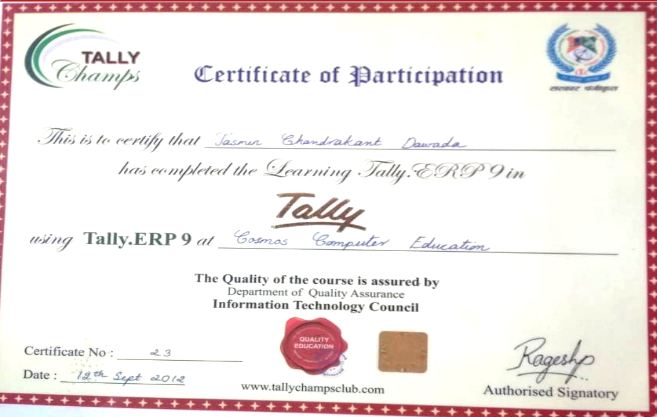 TALLY
Champs
Certificate of Participation
सरकार पंजीकृत
This is to certify that Jasmin Chandrakant Dawada
has completed the Learning Tally.ERP 9 in
Tally
using Tally.ERP 9 at Cosmos Computer Education
The Quality of the course is assured by
Department of Quality Assurance
Information Technology Council
QUALITY
EDUCATION
Certificate No : 23
Date : 12th Sept 2012
www.tallychampsclub.com
Rageshp
Authorised Signatory